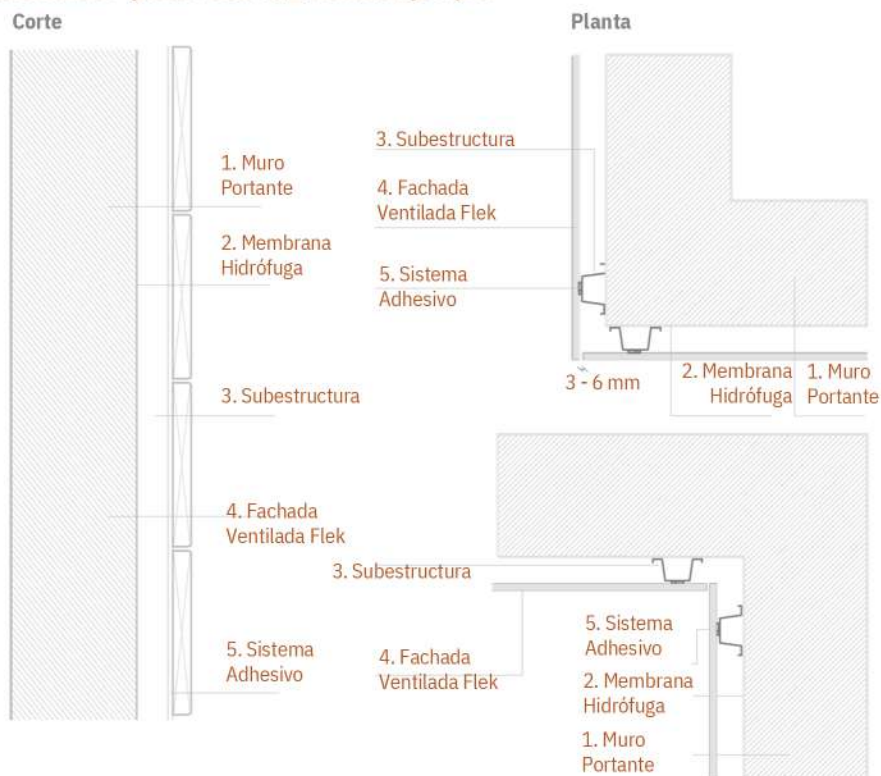 Corte
1. Muro
Portante
2. Membrana
Hidrófuga
3. Subestructura
4. Fachada
Ventilada Flek
5. Sistema
Adhesivo
Planta
3. Subestructura
4. Fachada
Ventilada Flek
5. Sistema
Adhesivo
3 - 6 mm
2. Membrana
Hidrófuga
1. Muro
Portante
3. Subestructura
4. Fachada
Ventilada Flek
5. Sistema
Adhesivo
2. Membrana
Hidrófuga
1. Muro
Portante